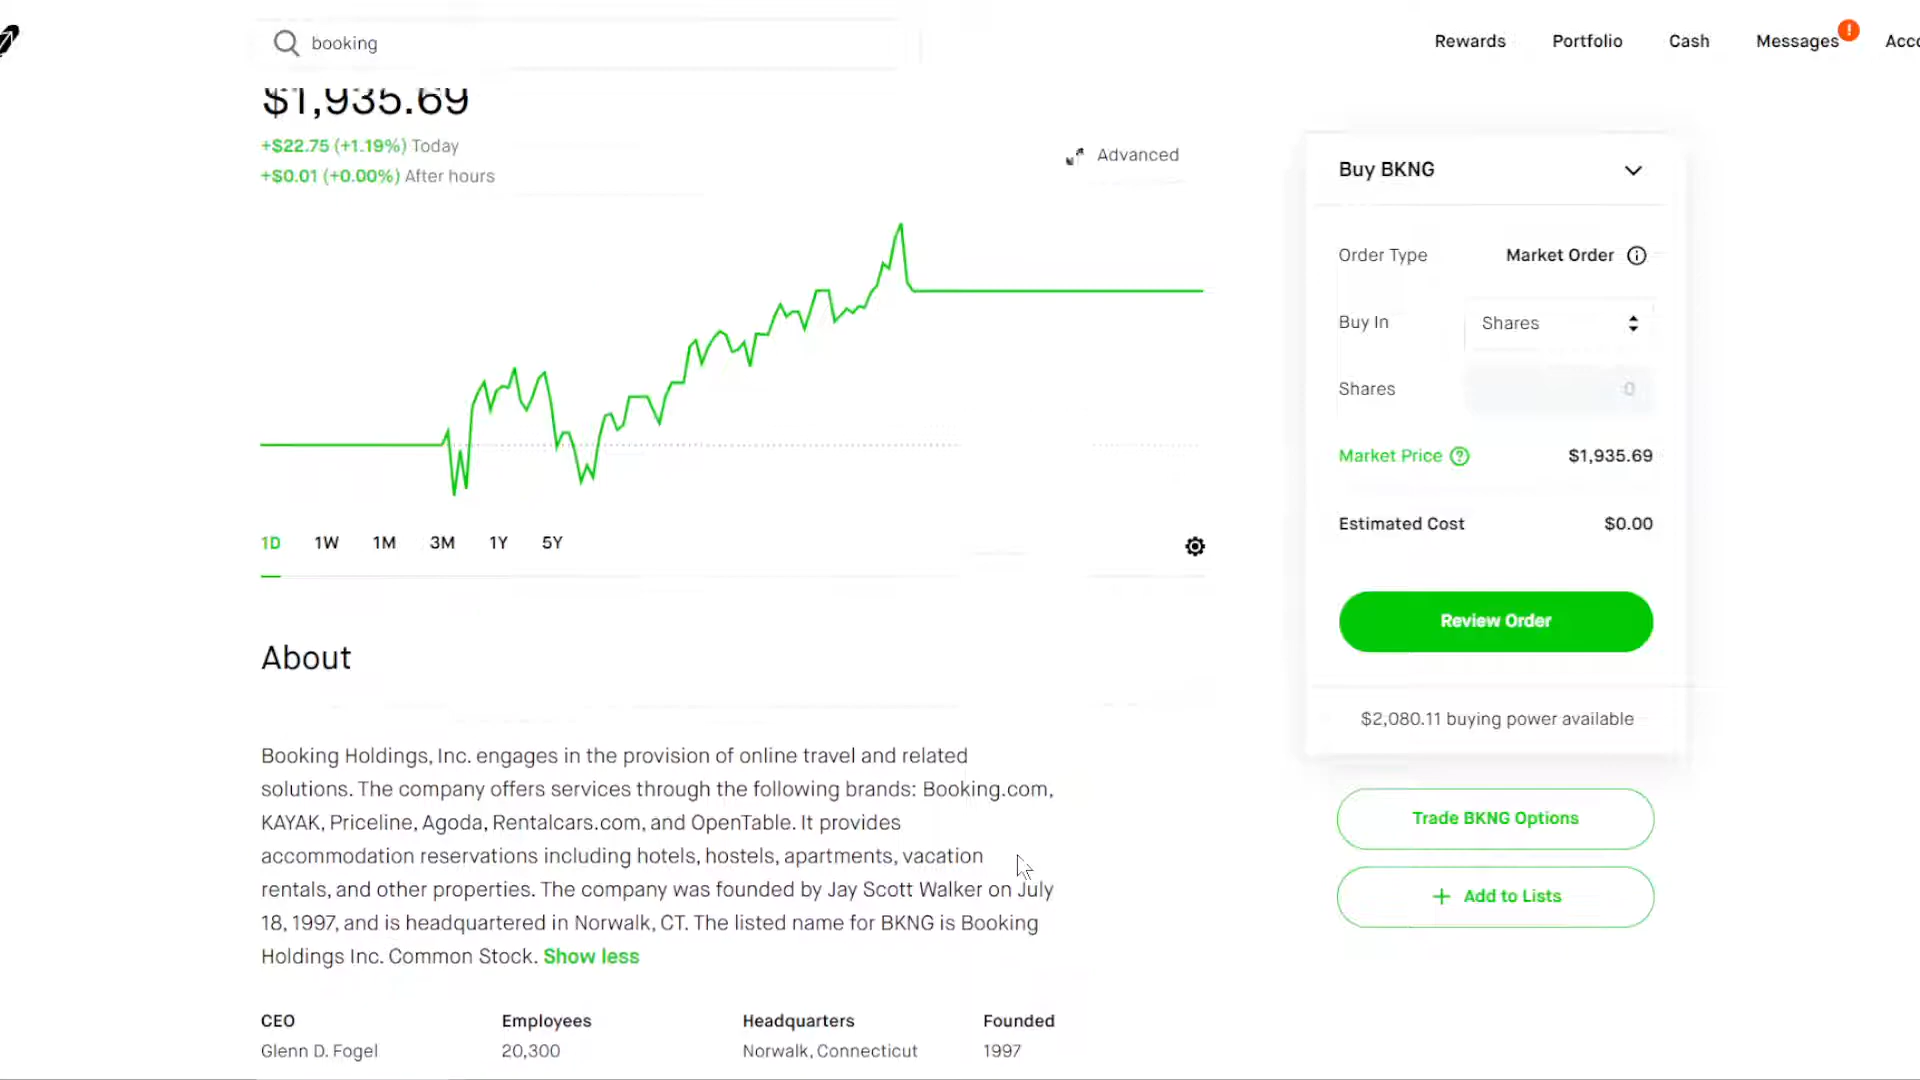 booking
Rewards
Portfolio
Cash
Messages
!
Acco
$1,935.69
+$22.75 (+1.19%) Today
+$0.01 (+0.00%) After hours
Advanced
1D 1W 1M 3M 1Y 5Y
About
Booking Holdings, Inc. engages in the provision of online travel and related
solutions. The company offers services through the following brands: Booking.com,
KAYAK, Priceline, Agoda, Rentalcars.com, and OpenTable. It provides
accommodation reservations including hotels, hostels, apartments, vacation
rentals, and other properties. The company was founded by Jay Scott Walker on July
18, 1997, and is headquartered in Norwalk, CT. The listed name for BKNG is Booking
Holdings Inc. Common Stock. Show less
CEO
Glenn D. Fogel
Employees
20,300
Headquarters
Norwalk, Connecticut
Founded
1997
Buy BKNG
Order Type Market Order
Buy In Shares
Shares 0
Market Price $1,935.69
Estimated Cost $0.00
Review Order
$2,080.11 buying power available
Trade BKNG Options
+ Add to Lists